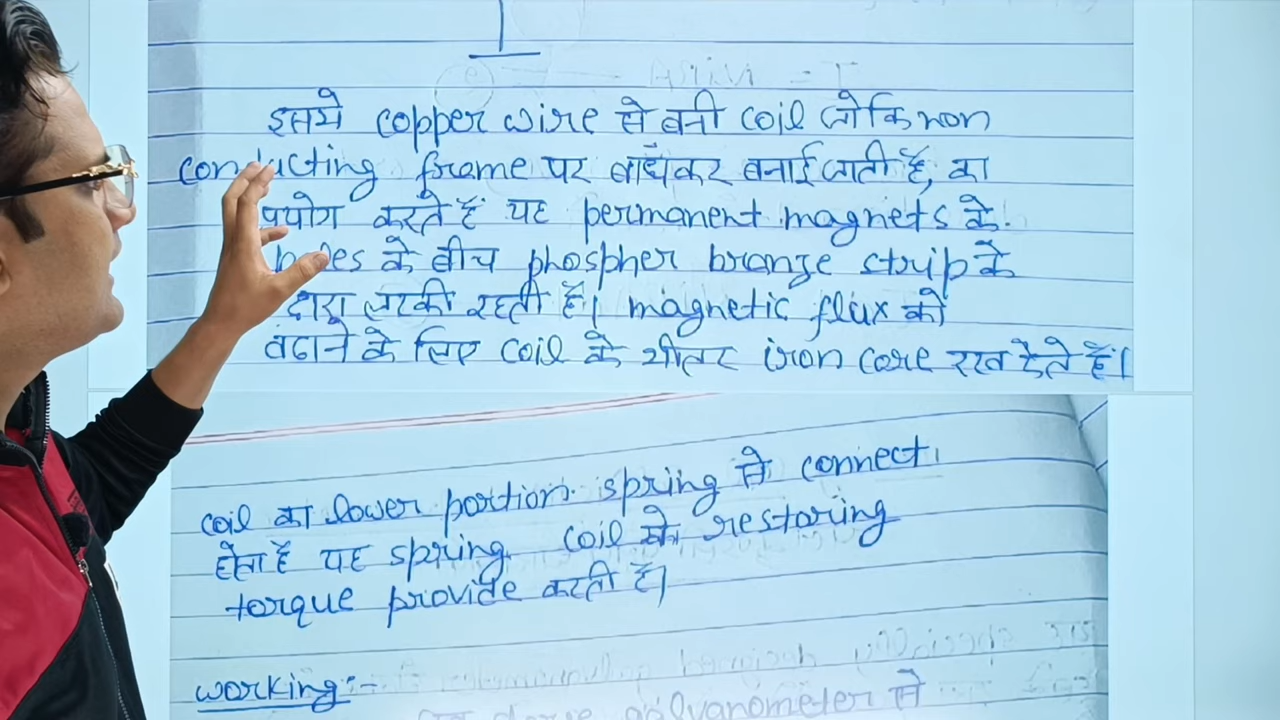 इसमे copper wire से बनी coil जो कि non
conducting frame पर बाँधकर बनाई जाती है, का
उपयोग करते हैं यह permanent magnets के
poles के बीच phospher bronze strip के
द्वारा लटकी रहती है। magnetic flux को
बढाने के लिए coil के भीतर iron core रख देते हैं।
coil का lower portion spring से connect
होता है यह spring coil को restoring
torque provide करती है।
working:-
galvanometer से